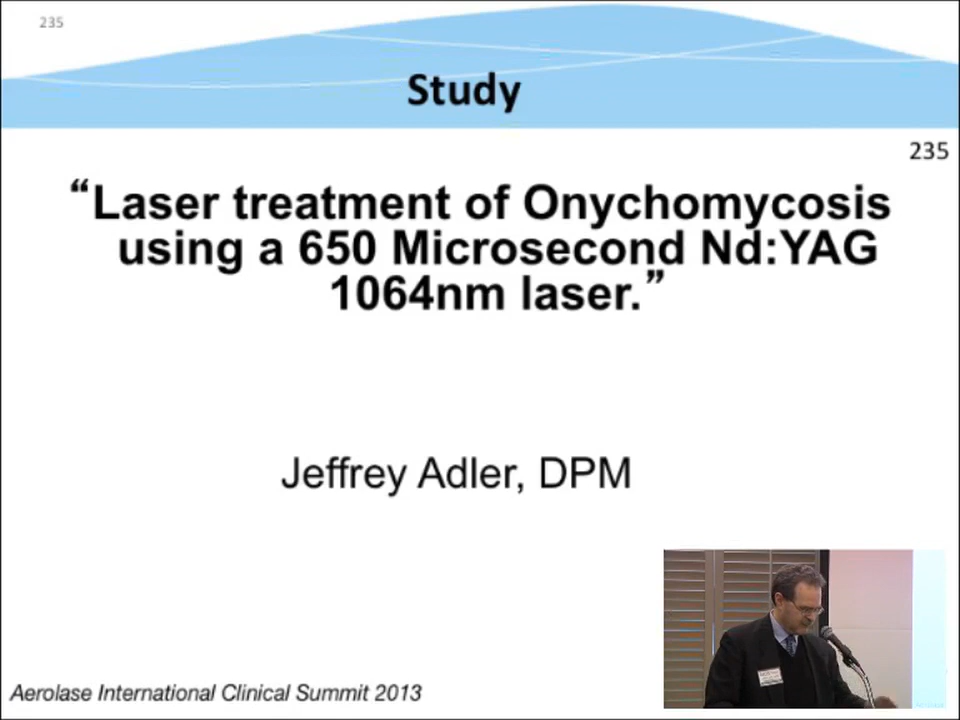 235
Study
235
“Laser treatment of Onychomycosis
using a 650 Microsecond Nd:YAG
1064nm laser.”
Jeffrey Adler, DPM
Aerolase International Clinical Summit 2013